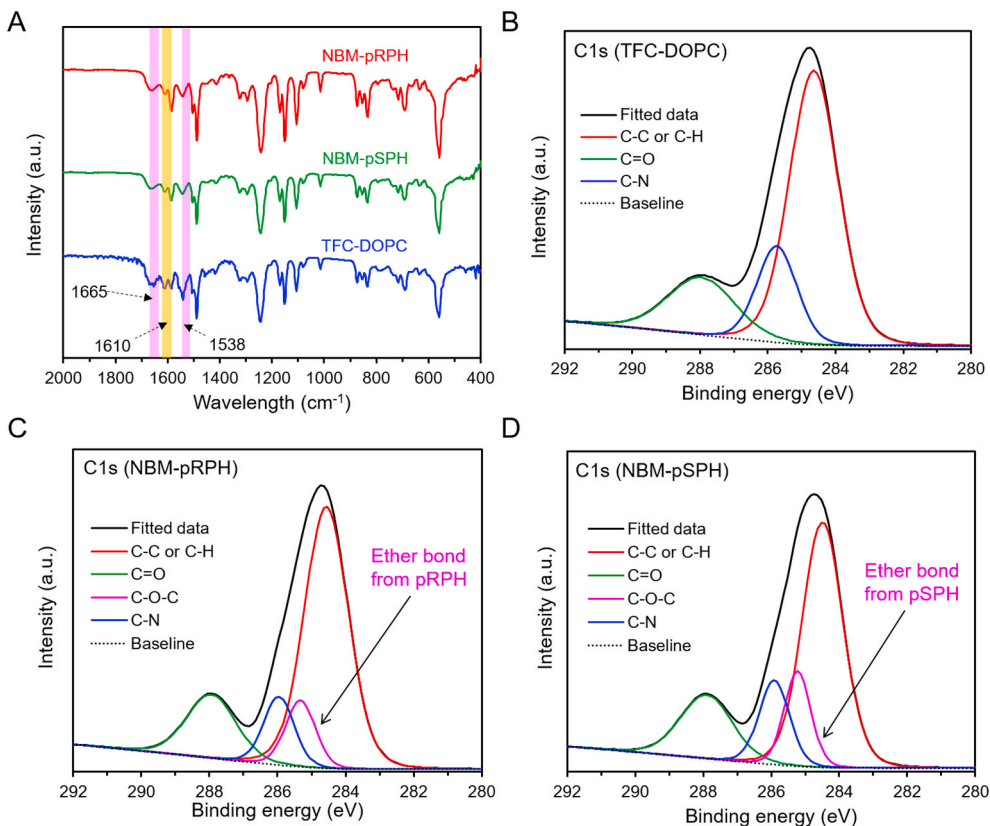 A
NBM-pRPH
NBM-pSPH
TFC-DOPC
1665
1610
1538
Intensity (a.u.)
2000 1800 1600 1400 1200 1000 800 600 400
Wavelength (cm⁻¹)
B
C1s (TFC-DOPC)
Fitted data
C-C or C-H
C=O
C-N
Baseline
Intensity (a.u.)
292 290 288 286 284 282 280
Binding energy (eV)
C
C1s (NBM-pRPH)
Fitted data
C-C or C-H
C=O
C-O-C
C-N
Baseline
Ether bond
from pRPH
Intensity (a.u.)
292 290 288 286 284 282 280
Binding energy (eV)
D
C1s (NBM-pSPH)
Fitted data
C-C or C-H
C=O
C-O-C
C-N
Baseline
Ether bond
from pSPH
Intensity (a.u.)
292 290 288 286 284 282 280
Binding energy (eV)